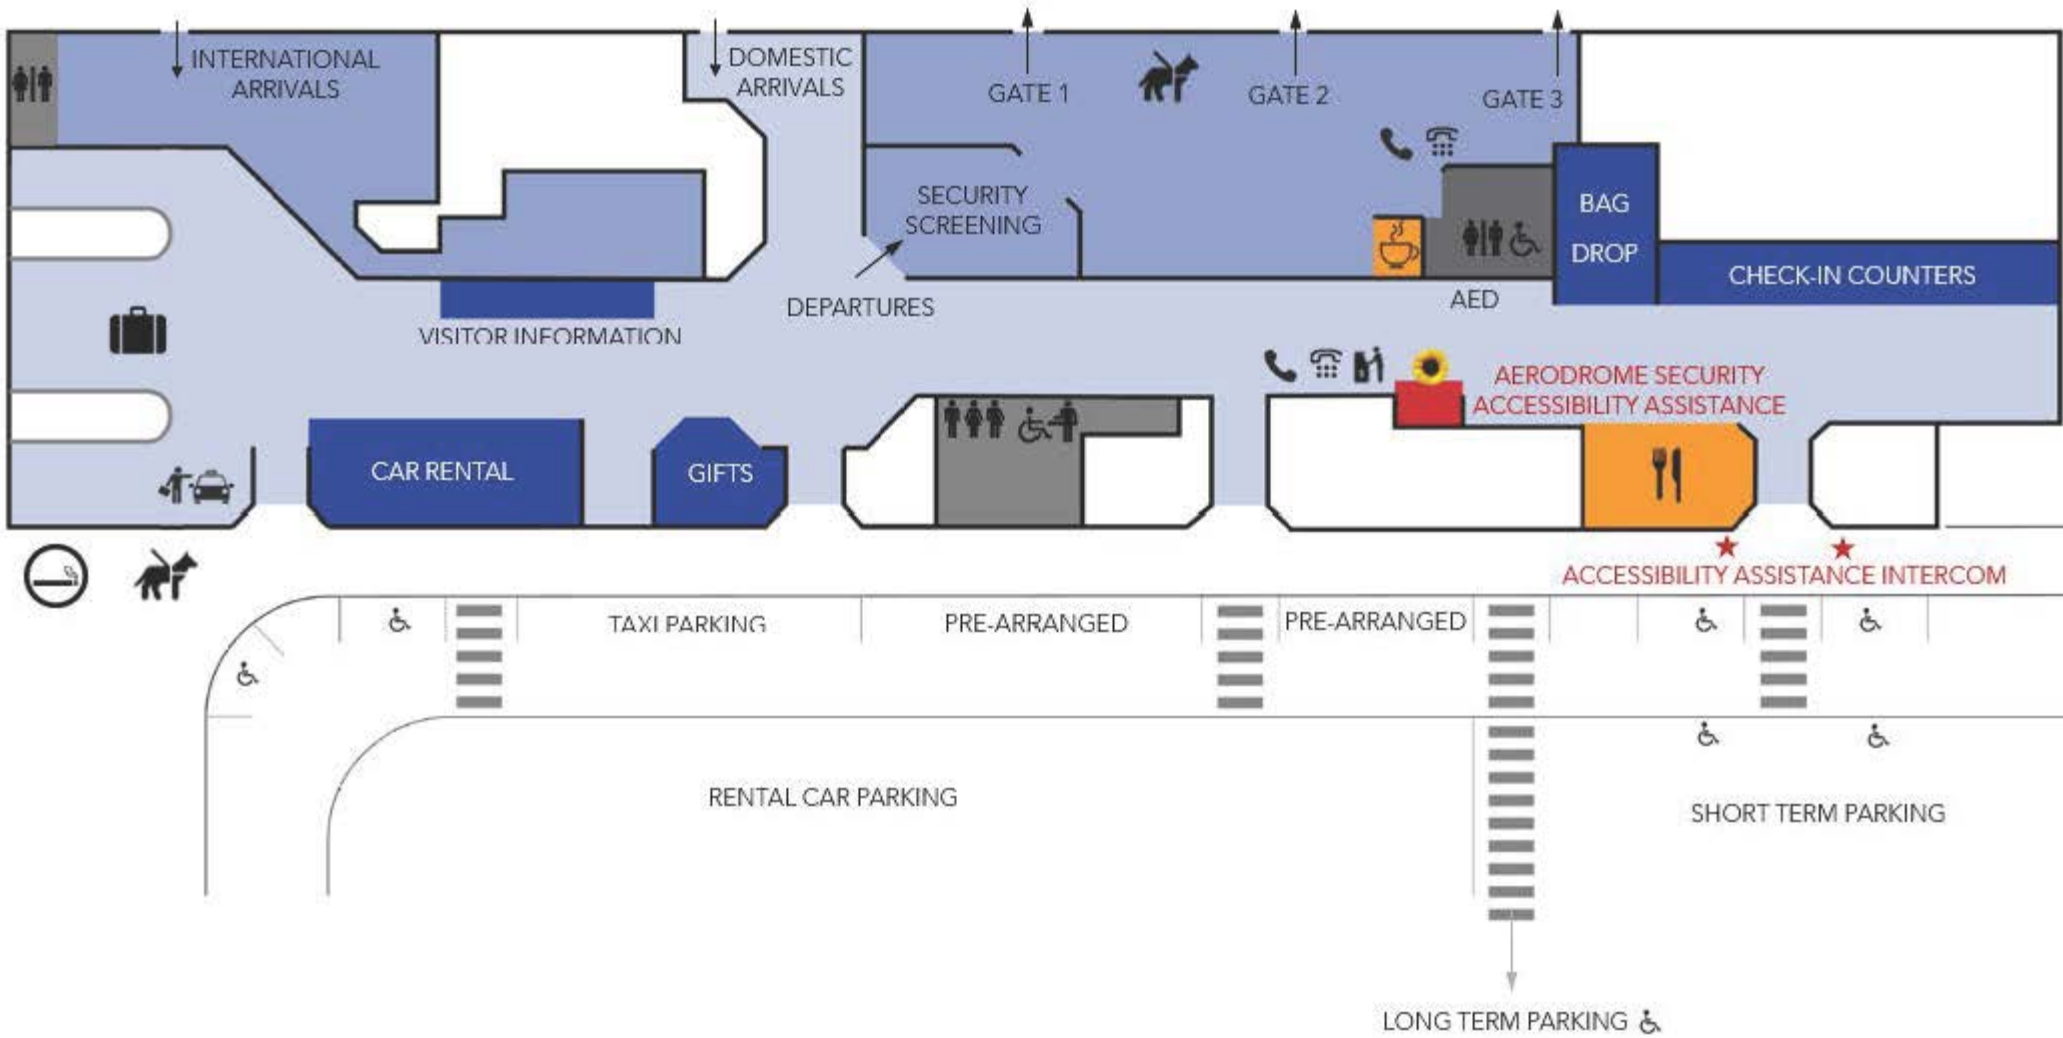 INTERNATIONAL
ARRIVALS
DOMESTIC
ARRIVALS
GATE 1
GATE 2
GATE 3
SECURITY
SCREENING
BAG
DROP
CHECK-IN COUNTERS
DEPARTURES
AED
VISITOR INFORMATION
AERODROME SECURITY
ACCESSIBILITY ASSISTANCE
CAR RENTAL
GIFTS
ACCESSIBILITY ASSISTANCE INTERCOM
TAXI PARKING
PRE-ARRANGED
PRE-ARRANGED
RENTAL CAR PARKING
SHORT TERM PARKING
LONG TERM PARKING